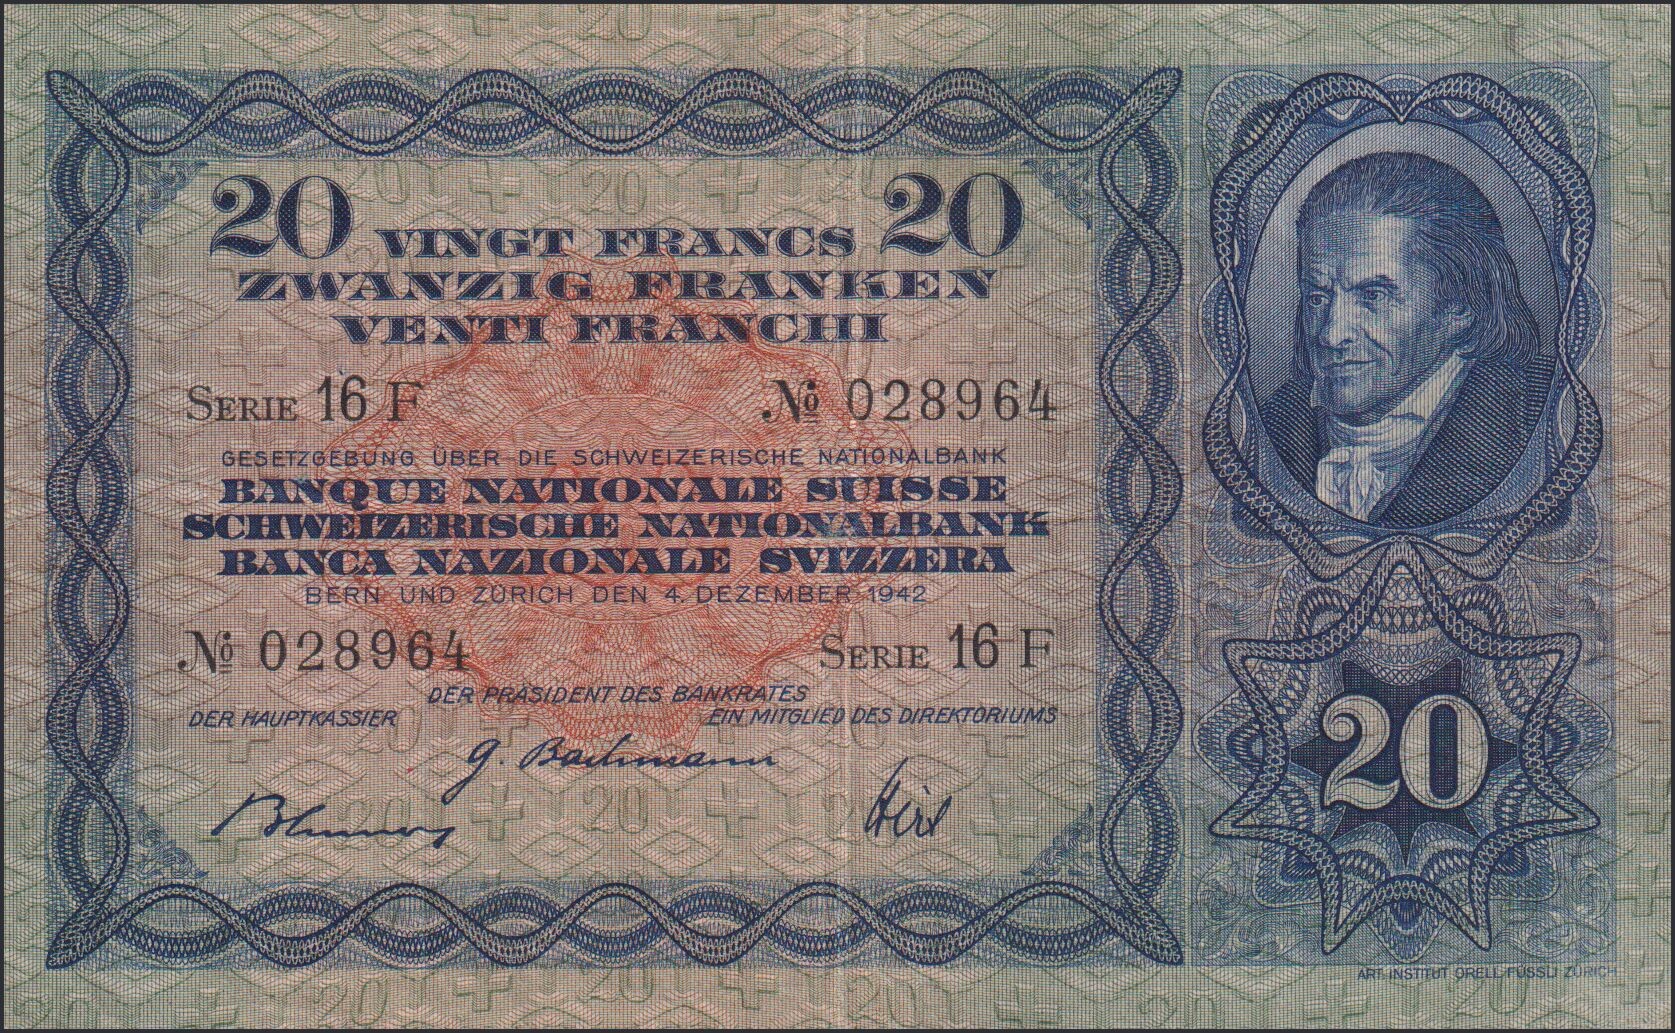 20 VINGT FRANCS 20
ZWANZIG FRANKEN
VENTI FRANCHI
SERIE 16 F № 028964
GESETZGEBUNG ÜBER DIE SCHWEIZERISCHE NATIONALBANK
BANQUE NATIONALE SUISSE
SCHWEIZERISCHE NATIONALBANK
BANCA NAZIONALE SVIZZERA
BERN UND ZÜRICH DEN 4. DEZEMBER 1942
№ 028964 SERIE 16 F
DER PRÄSIDENT DES BANKRATES
DER HAUPTKASSIER EIN MITGLIED DES DIREKTORIUMS
G. Bachmann
Hirs
20
ART. INSTITUT ORELL FÜSSLI ZÜRICH